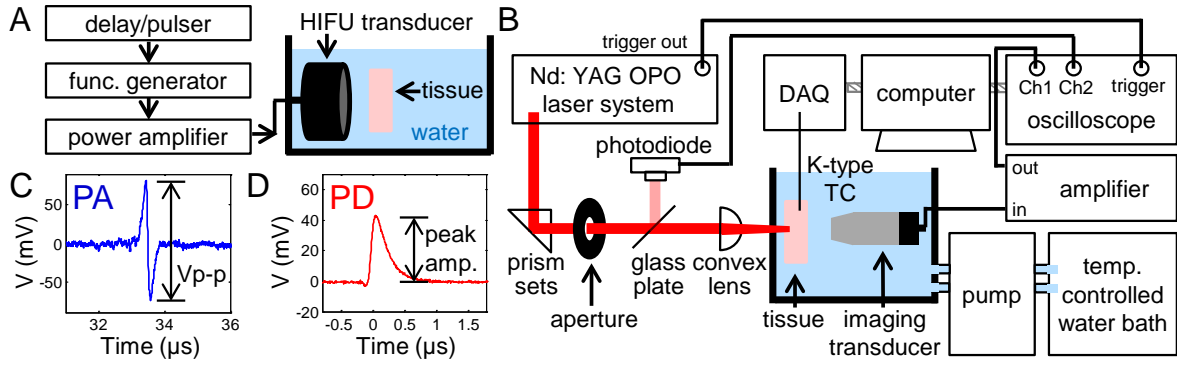 A
delay/pulser
func. generator
power amplifier
HIFU transducer
tissue
water
B
trigger out
Nd: YAG OPO
laser system
DAQ
computer
Ch1
Ch2
trigger
oscilloscope
photodiode
K-type
TC
out
amplifier
in
prism
sets
aperture
glass
plate
convex
lens
tissue
imaging
transducer
pump
temp.
controlled
water bath
C
PA
V (mV)
50
0
-50
Vp-p.
32
34
36
Time (µs)
D
PD
V (mV)
60
40
20
0
-20
peak
amp.
-0.5
0
0.5
1
1.5
Time (µs)